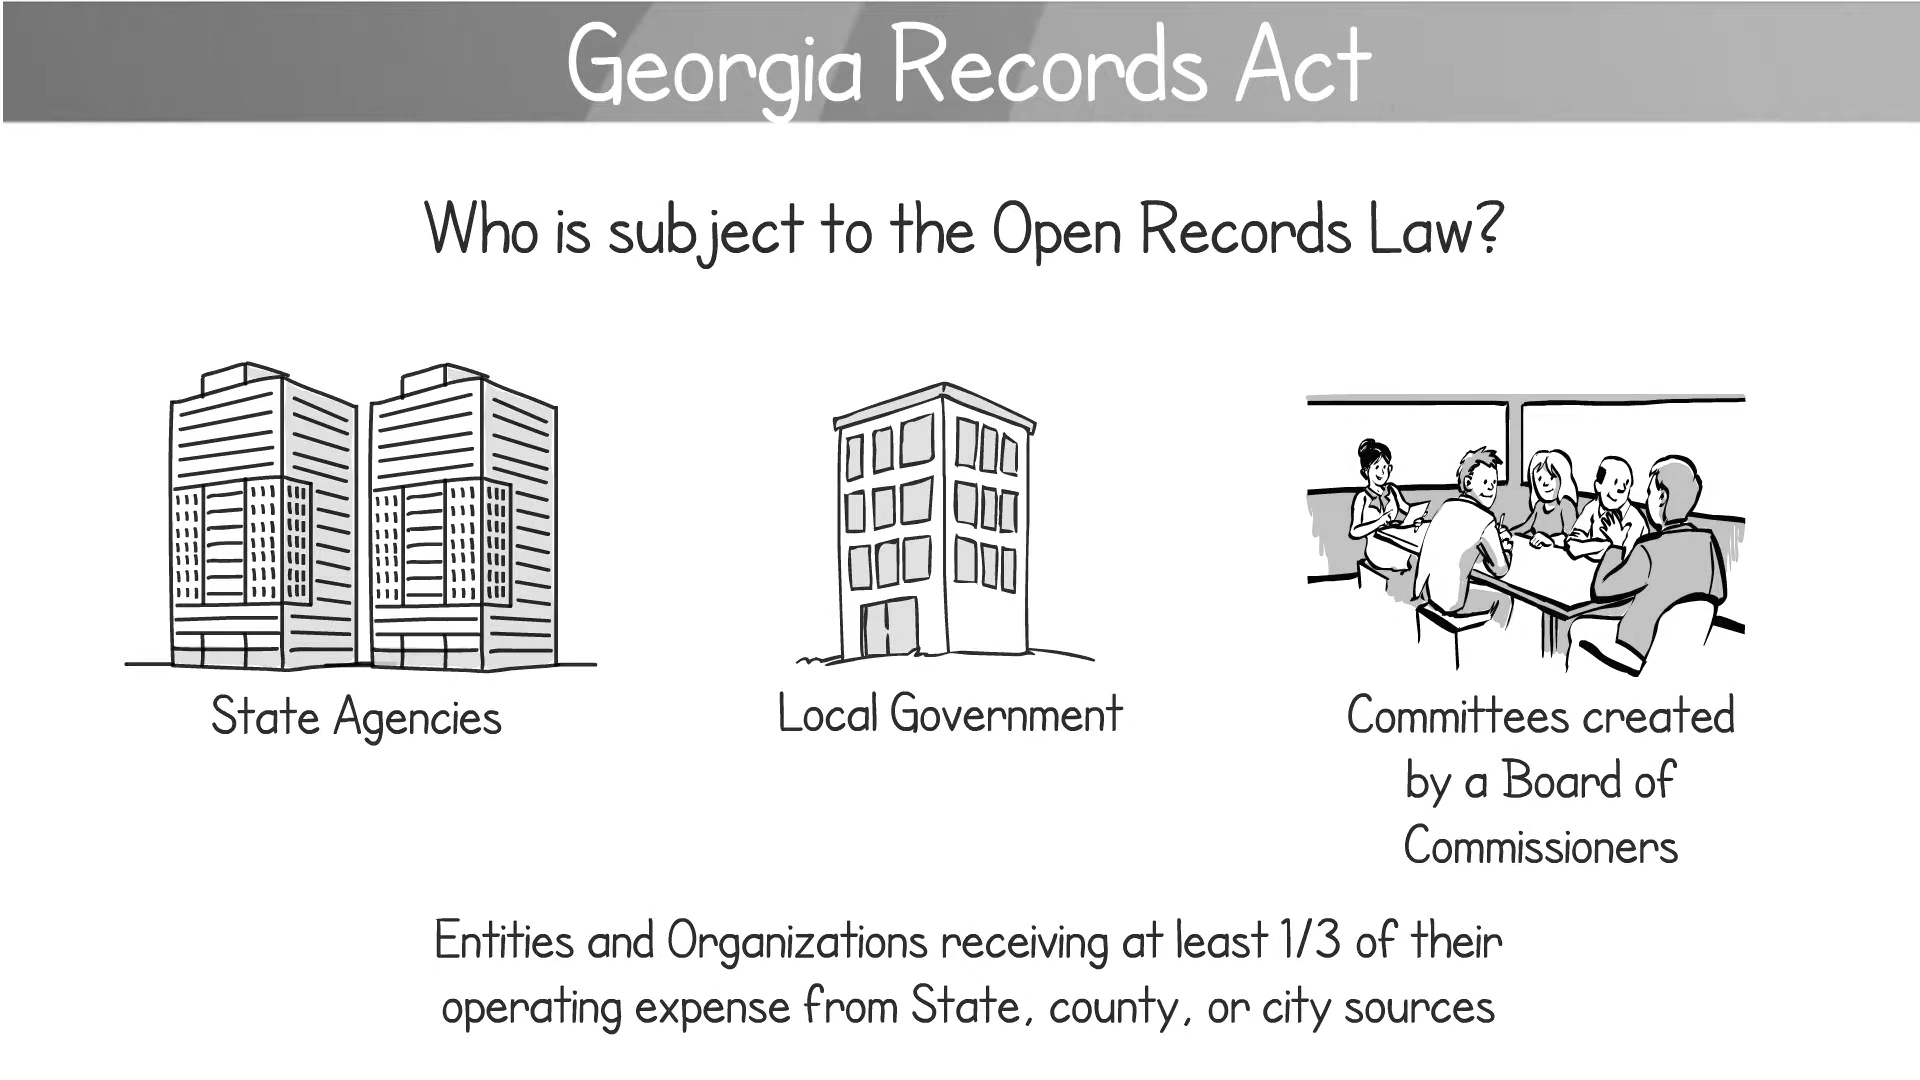 Georgia Records Act
Who is subject to the Open Records Law?
State Agencies
Local Government
Committees created
by a Board of
Commissioners
Entities and Organizations receiving at least 1/3 of their
operating expense from State, county, or city sources